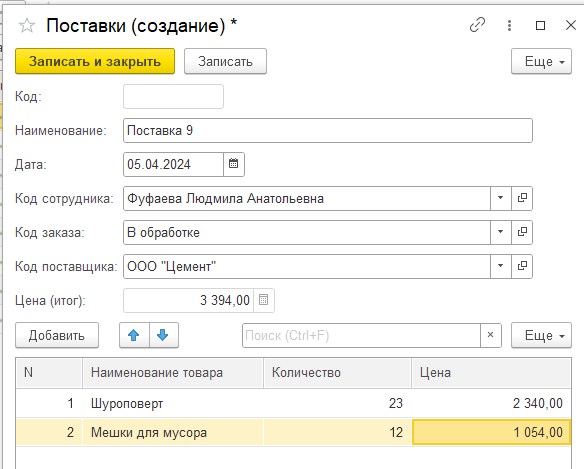 Поставки (создание) *
Записать и закрыть Записать Еще
Код:
Наименование: Поставка 9
Дата: 05.04.2024
Код сотрудника: Фуфаева Людмила Анатольевна
Код заказа: В обработке
Код поставщика: ООО "Цемент"
Цена (итог): 3 394,00
Добавить Поиск (Ctrl+F) × Еще
N Наименование товара Количество Цена
1 Шуроповерт 23 2 340,00
2 Мешки для мусора 12 1 054,00